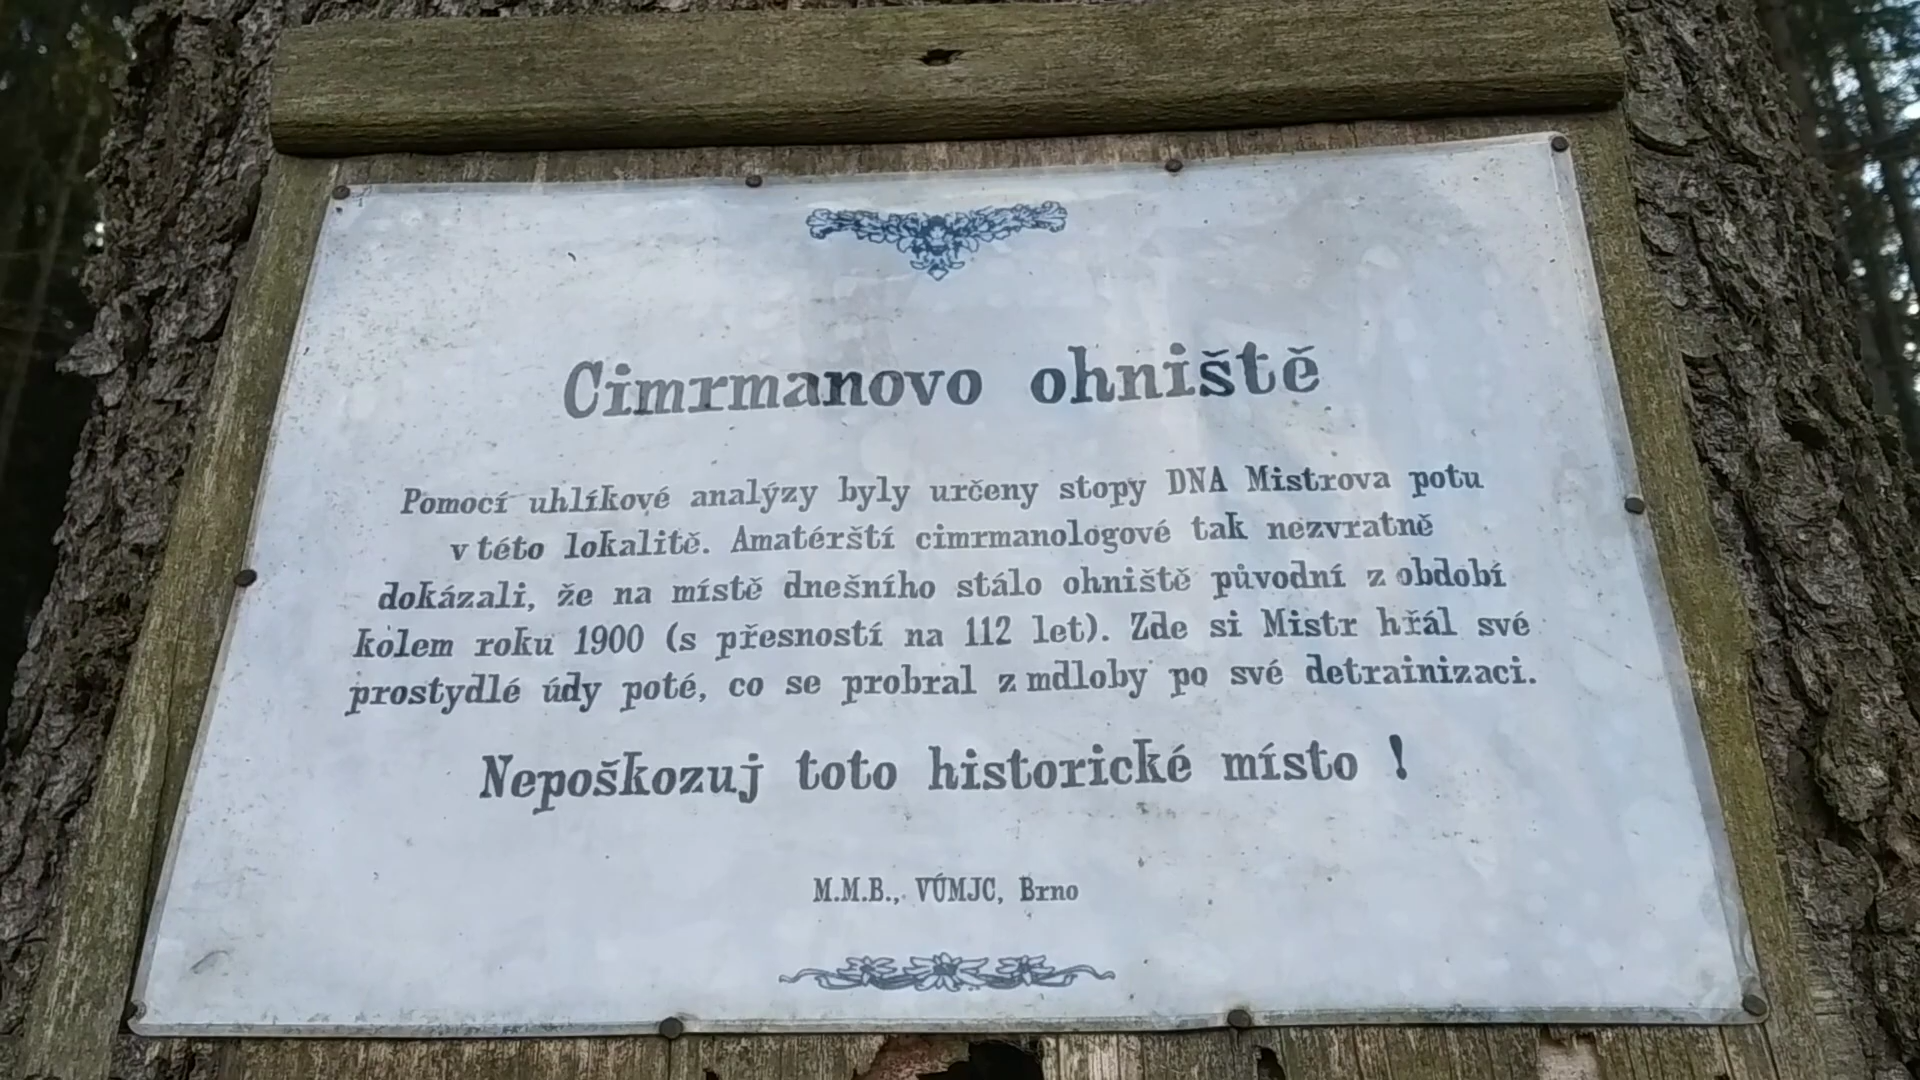 Cimrmanovo ohniště
Pomocí uhlíkové analýzy byly určeny stopy DNA Mistrova potu
v této lokalitě. Amatérští cimrmanologové tak nezvratně
dokázali, že na místě dnešního stálo ohniště původní z období
kolem roku 1900 (s přesností na 112 let). Zde si Mistr hřál své
prostydlé údy poté, co se probral z mdloby po své detrainizaci.
Nepoškozuj toto historické místo !
M.M.B., VÚMJC, Brno